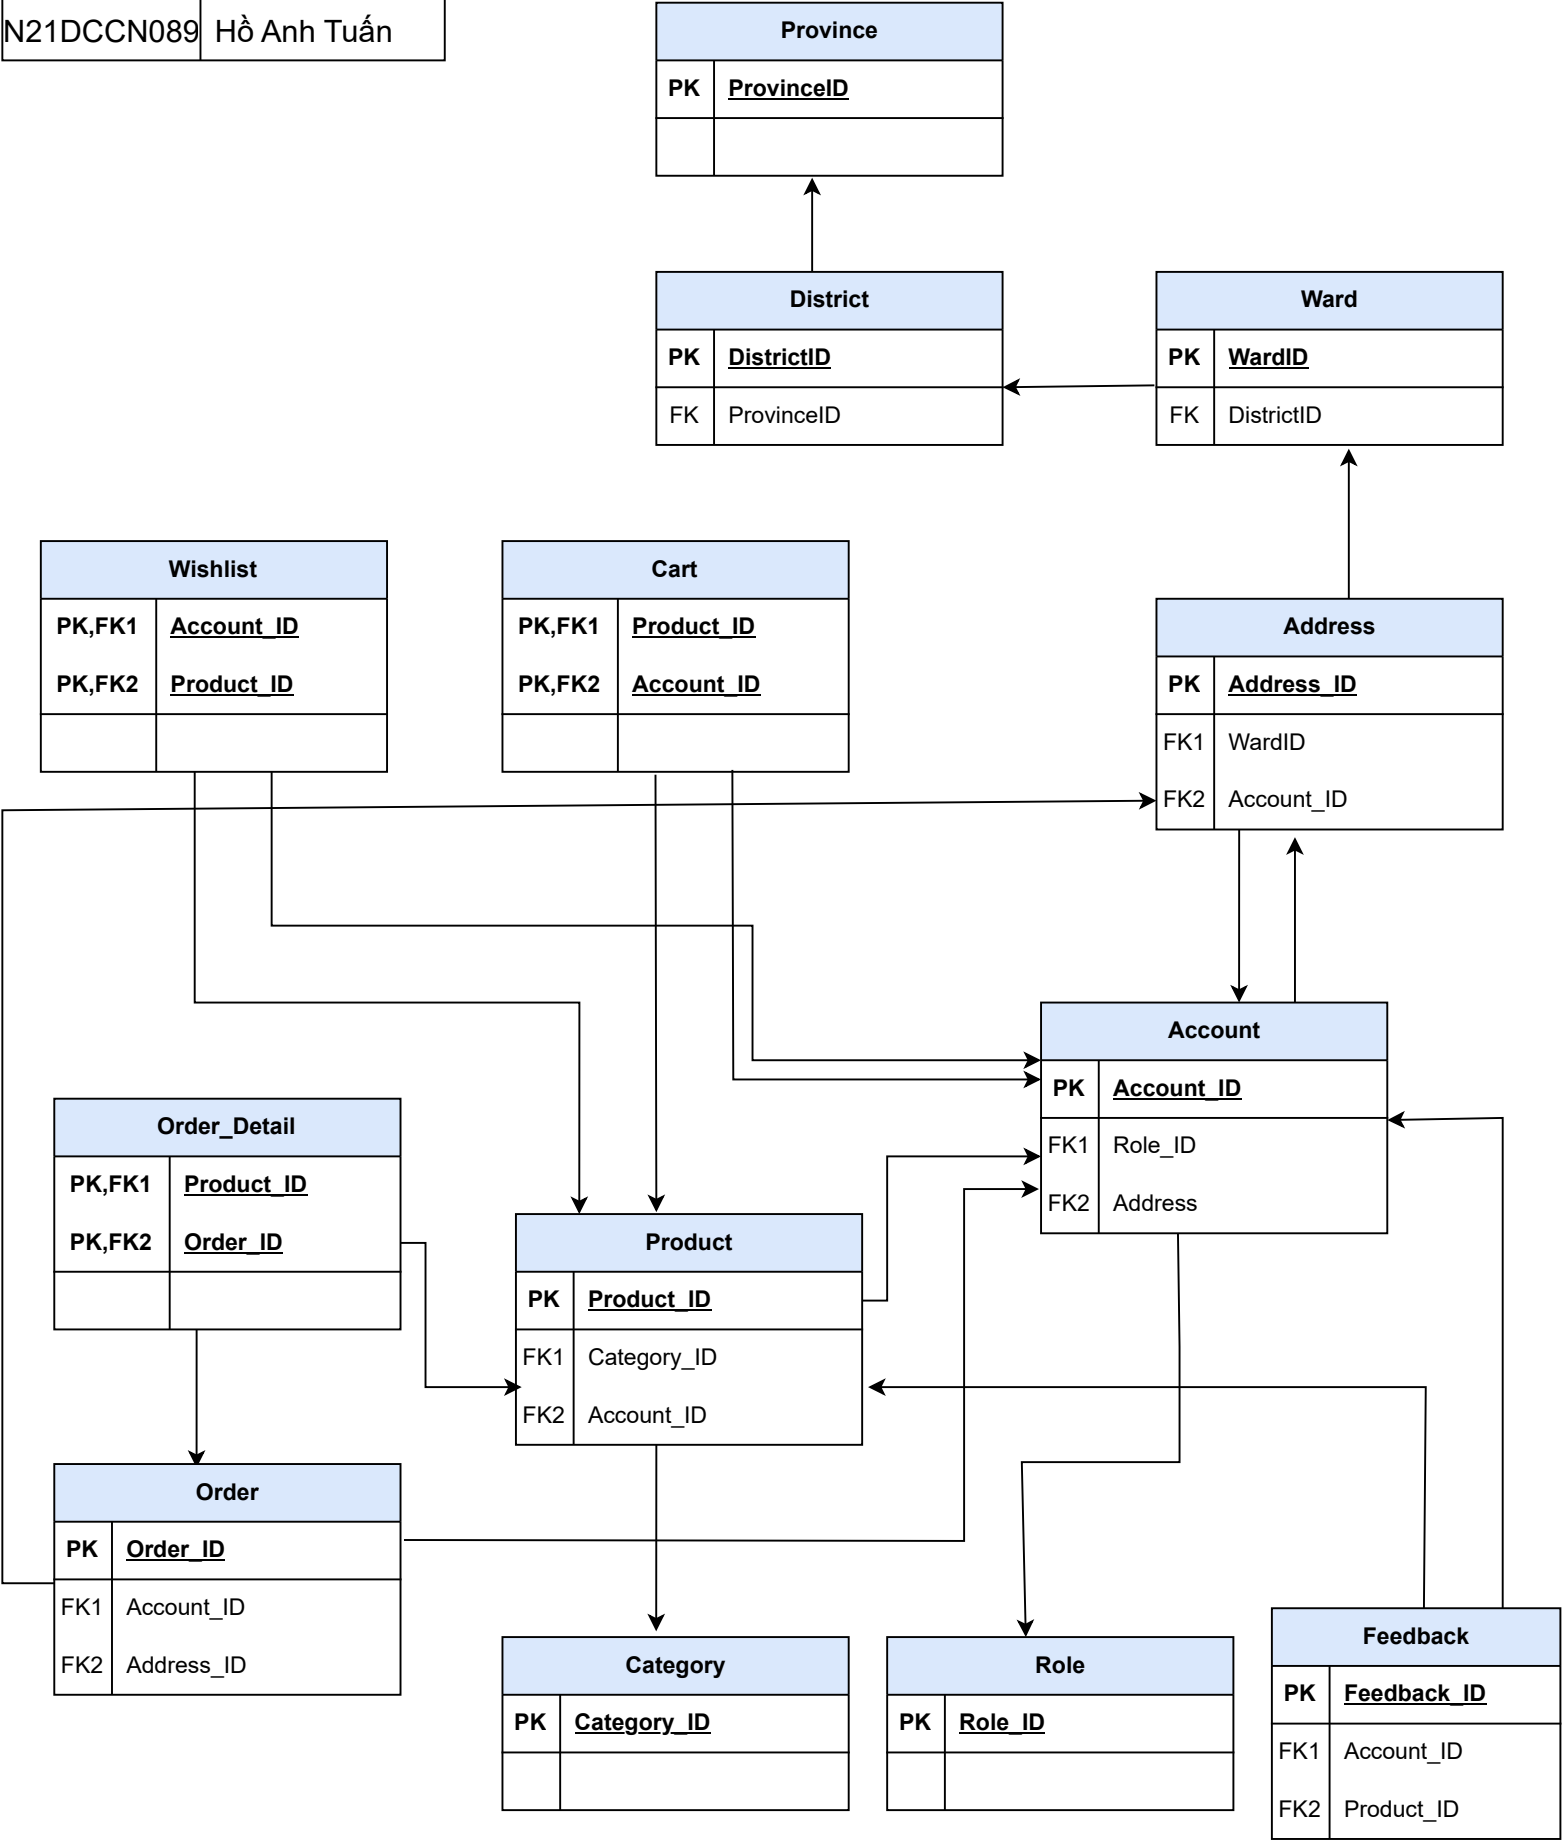 N21DCCN089 Hồ Anh Tuấn
Province
PK ProvinceID
District
PK DistrictID
FK ProvinceID
Ward
PK WardID
FK DistrictID
Wishlist
PK,FK1 Account_ID
PK,FK2 Product_ID
Cart
PK,FK1 Product_ID
PK,FK2 Account_ID
Address
PK Address_ID
FK1 WardID
FK2 Account_ID
Account
PK Account_ID
FK1 Role_ID
FK2 Address
Order_Detail
PK,FK1 Product_ID
PK,FK2 Order_ID
Product
PK Product_ID
FK1 Category_ID
FK2 Account_ID
Order
PK Order_ID
FK1 Account_ID
FK2 Address_ID
Category
PK Category_ID
Role
PK Role_ID
Feedback
PK Feedback_ID
FK1 Account_ID
FK2 Product_ID